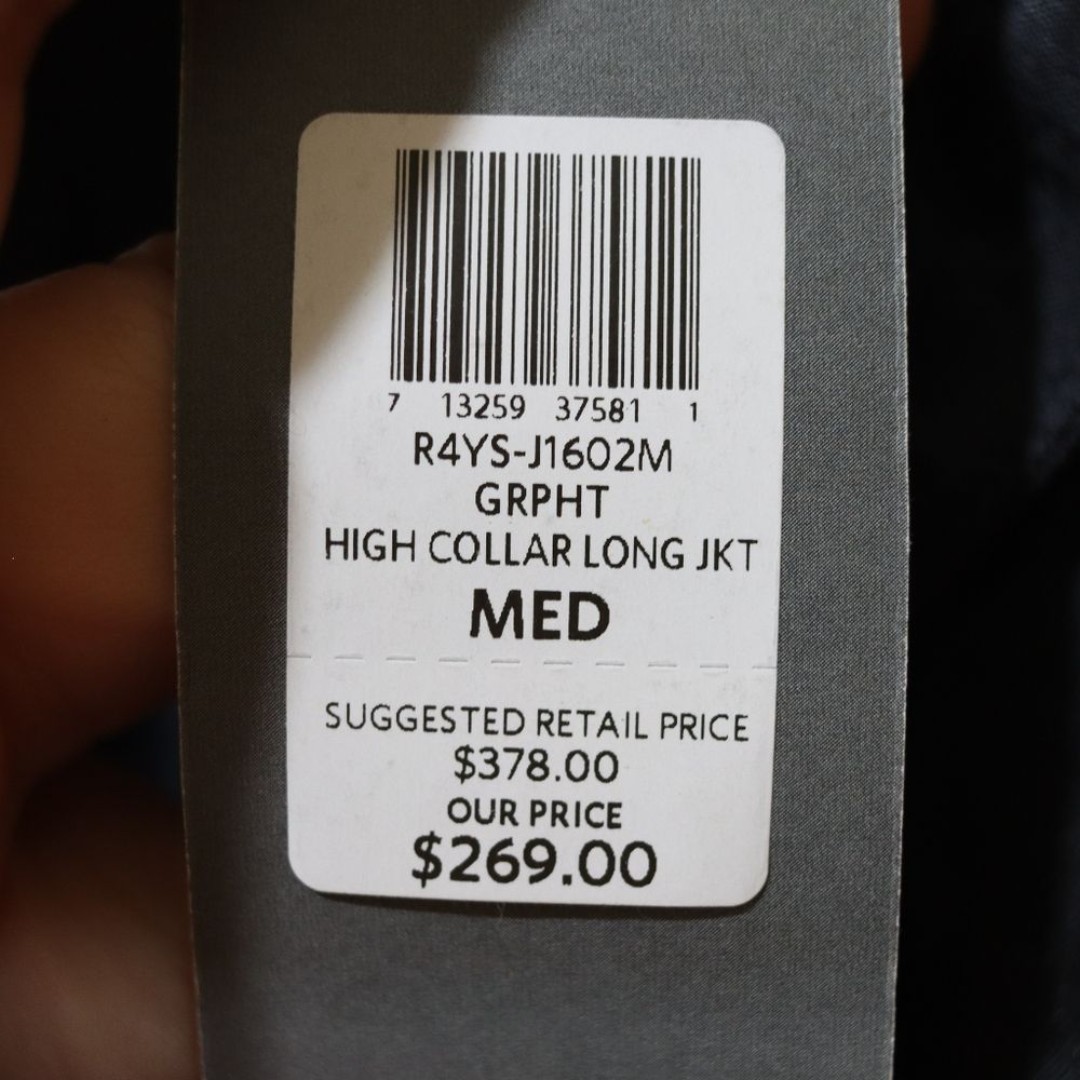 7 13259 37581 1
R4YS-J1602M
GRPHT
HIGH COLLAR LONG JKT
MED
SUGGESTED RETAIL PRICE
$378.00
OUR PRICE
$269.00